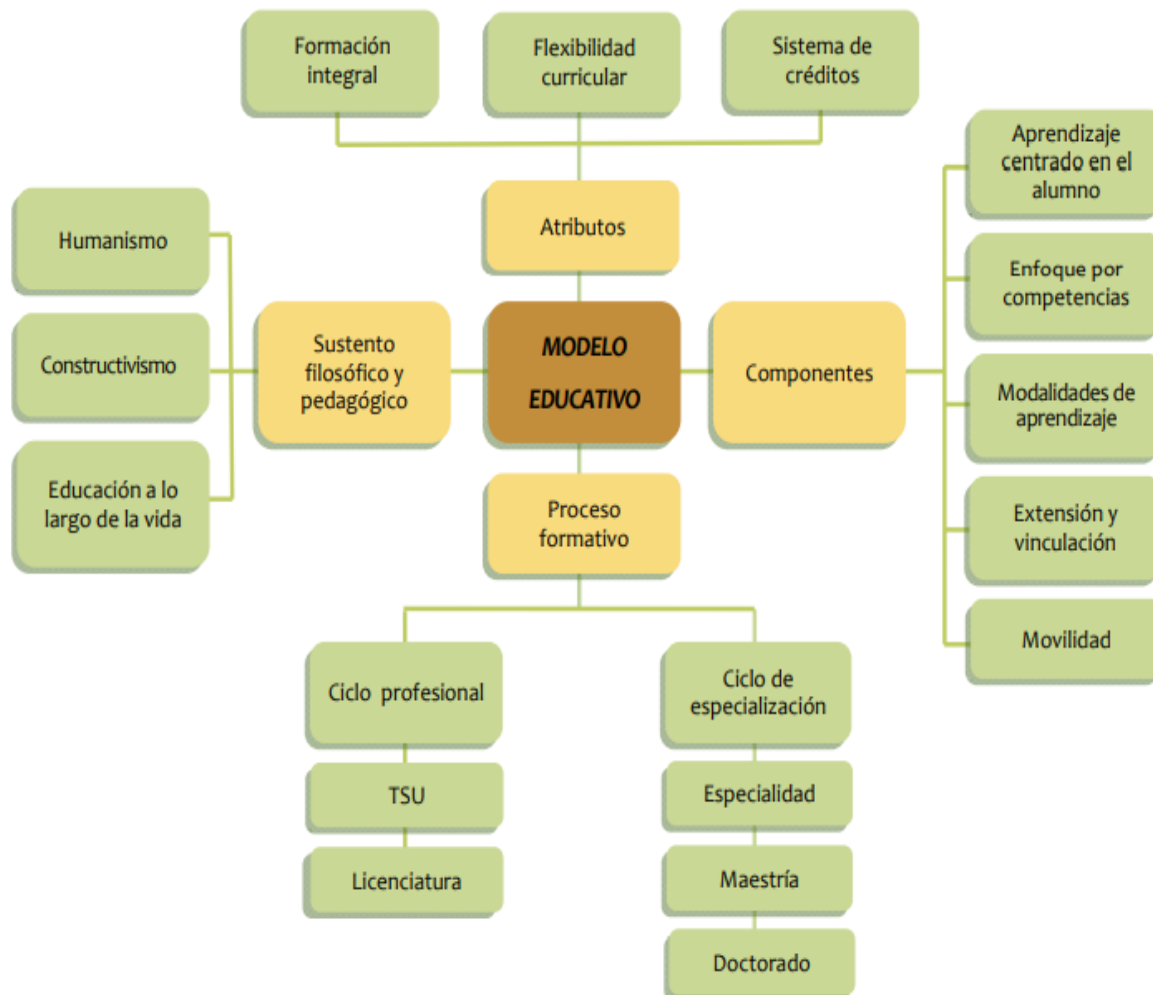 Formación
integral
Flexibilidad
curricular
Sistema de
créditos
Atributos
Humanismo
Constructivismo
Educación a lo
largo de la vida
Sustento
filosófico y
pedagógico
MODELO
EDUCATIVO
Componentes
Aprendizaje
centrado en el
alumno
Enfoque por
competencias
Modalidades de
aprendizaje
Extensión y
vinculación
Movilidad
Proceso
formativo
Ciclo profesional
TSU
Licenciatura
Ciclo de
especialización
Especialidad
Maestría
Doctorado